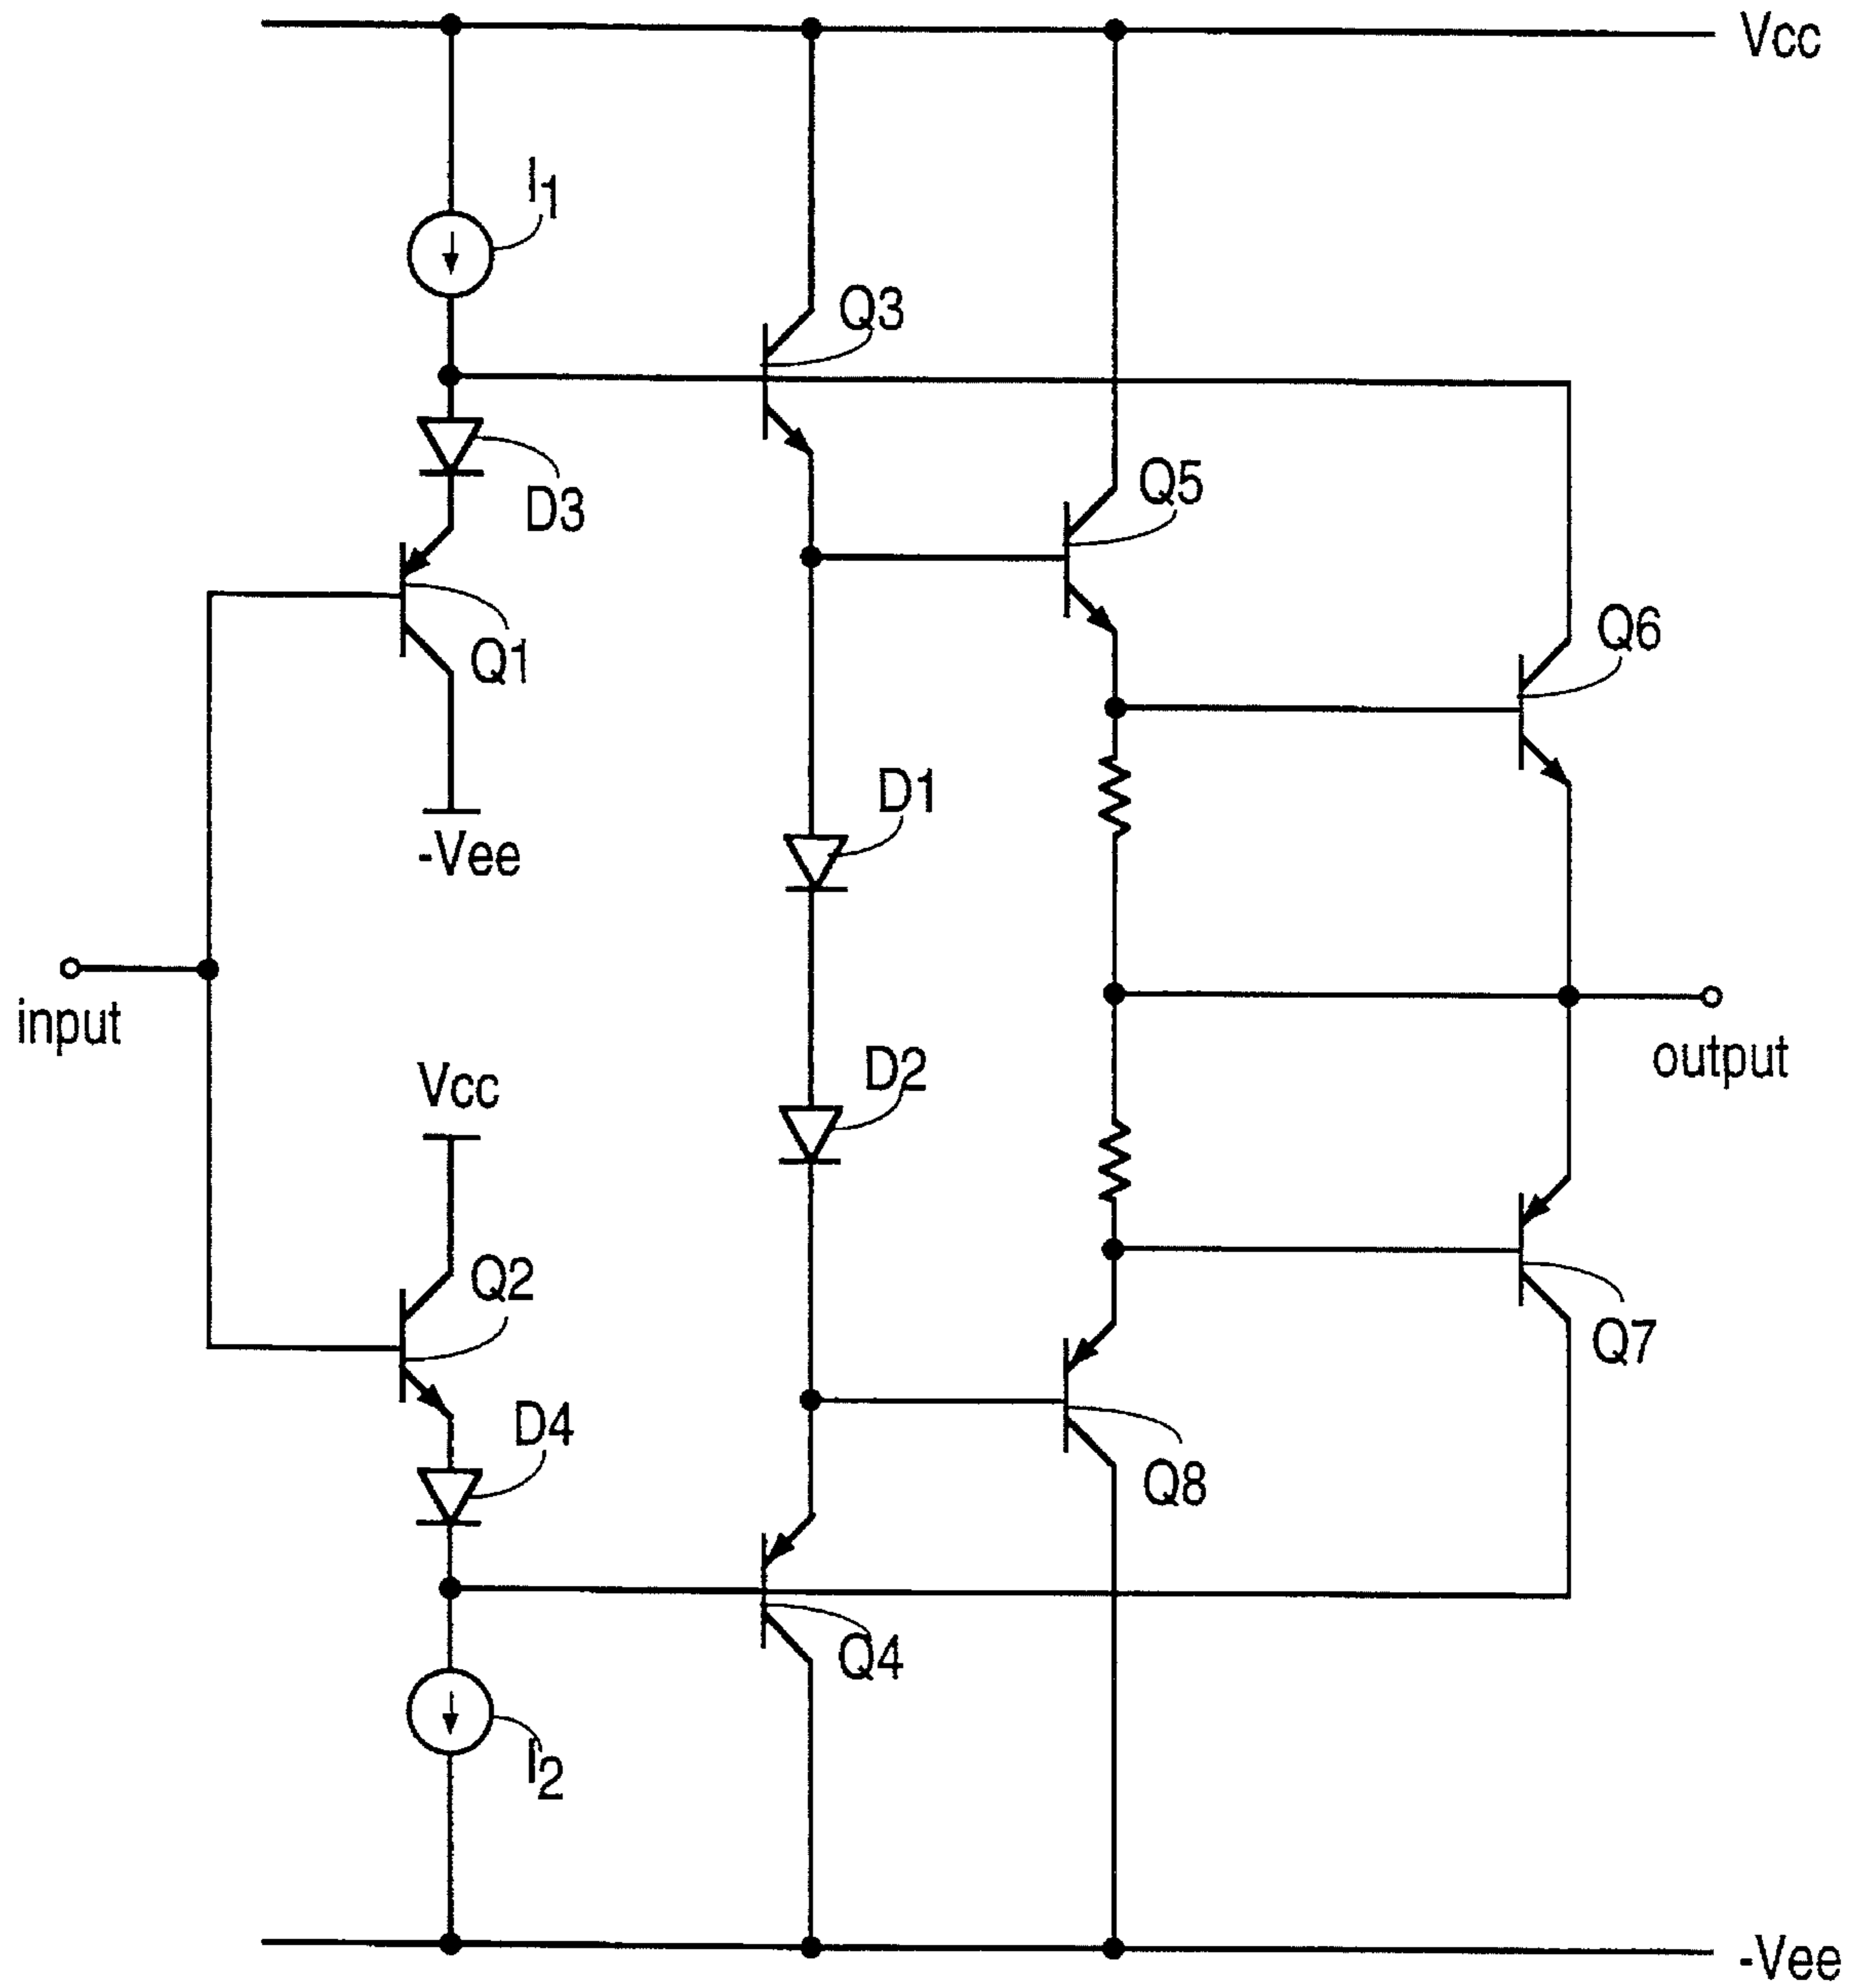 Vcc
I1
Q3
Q5
D3
Q6
Q1
D1
-Vee
input
output
D2
Vcc
Q2
Q7
D4
Q8
Q4
I2
-Vee